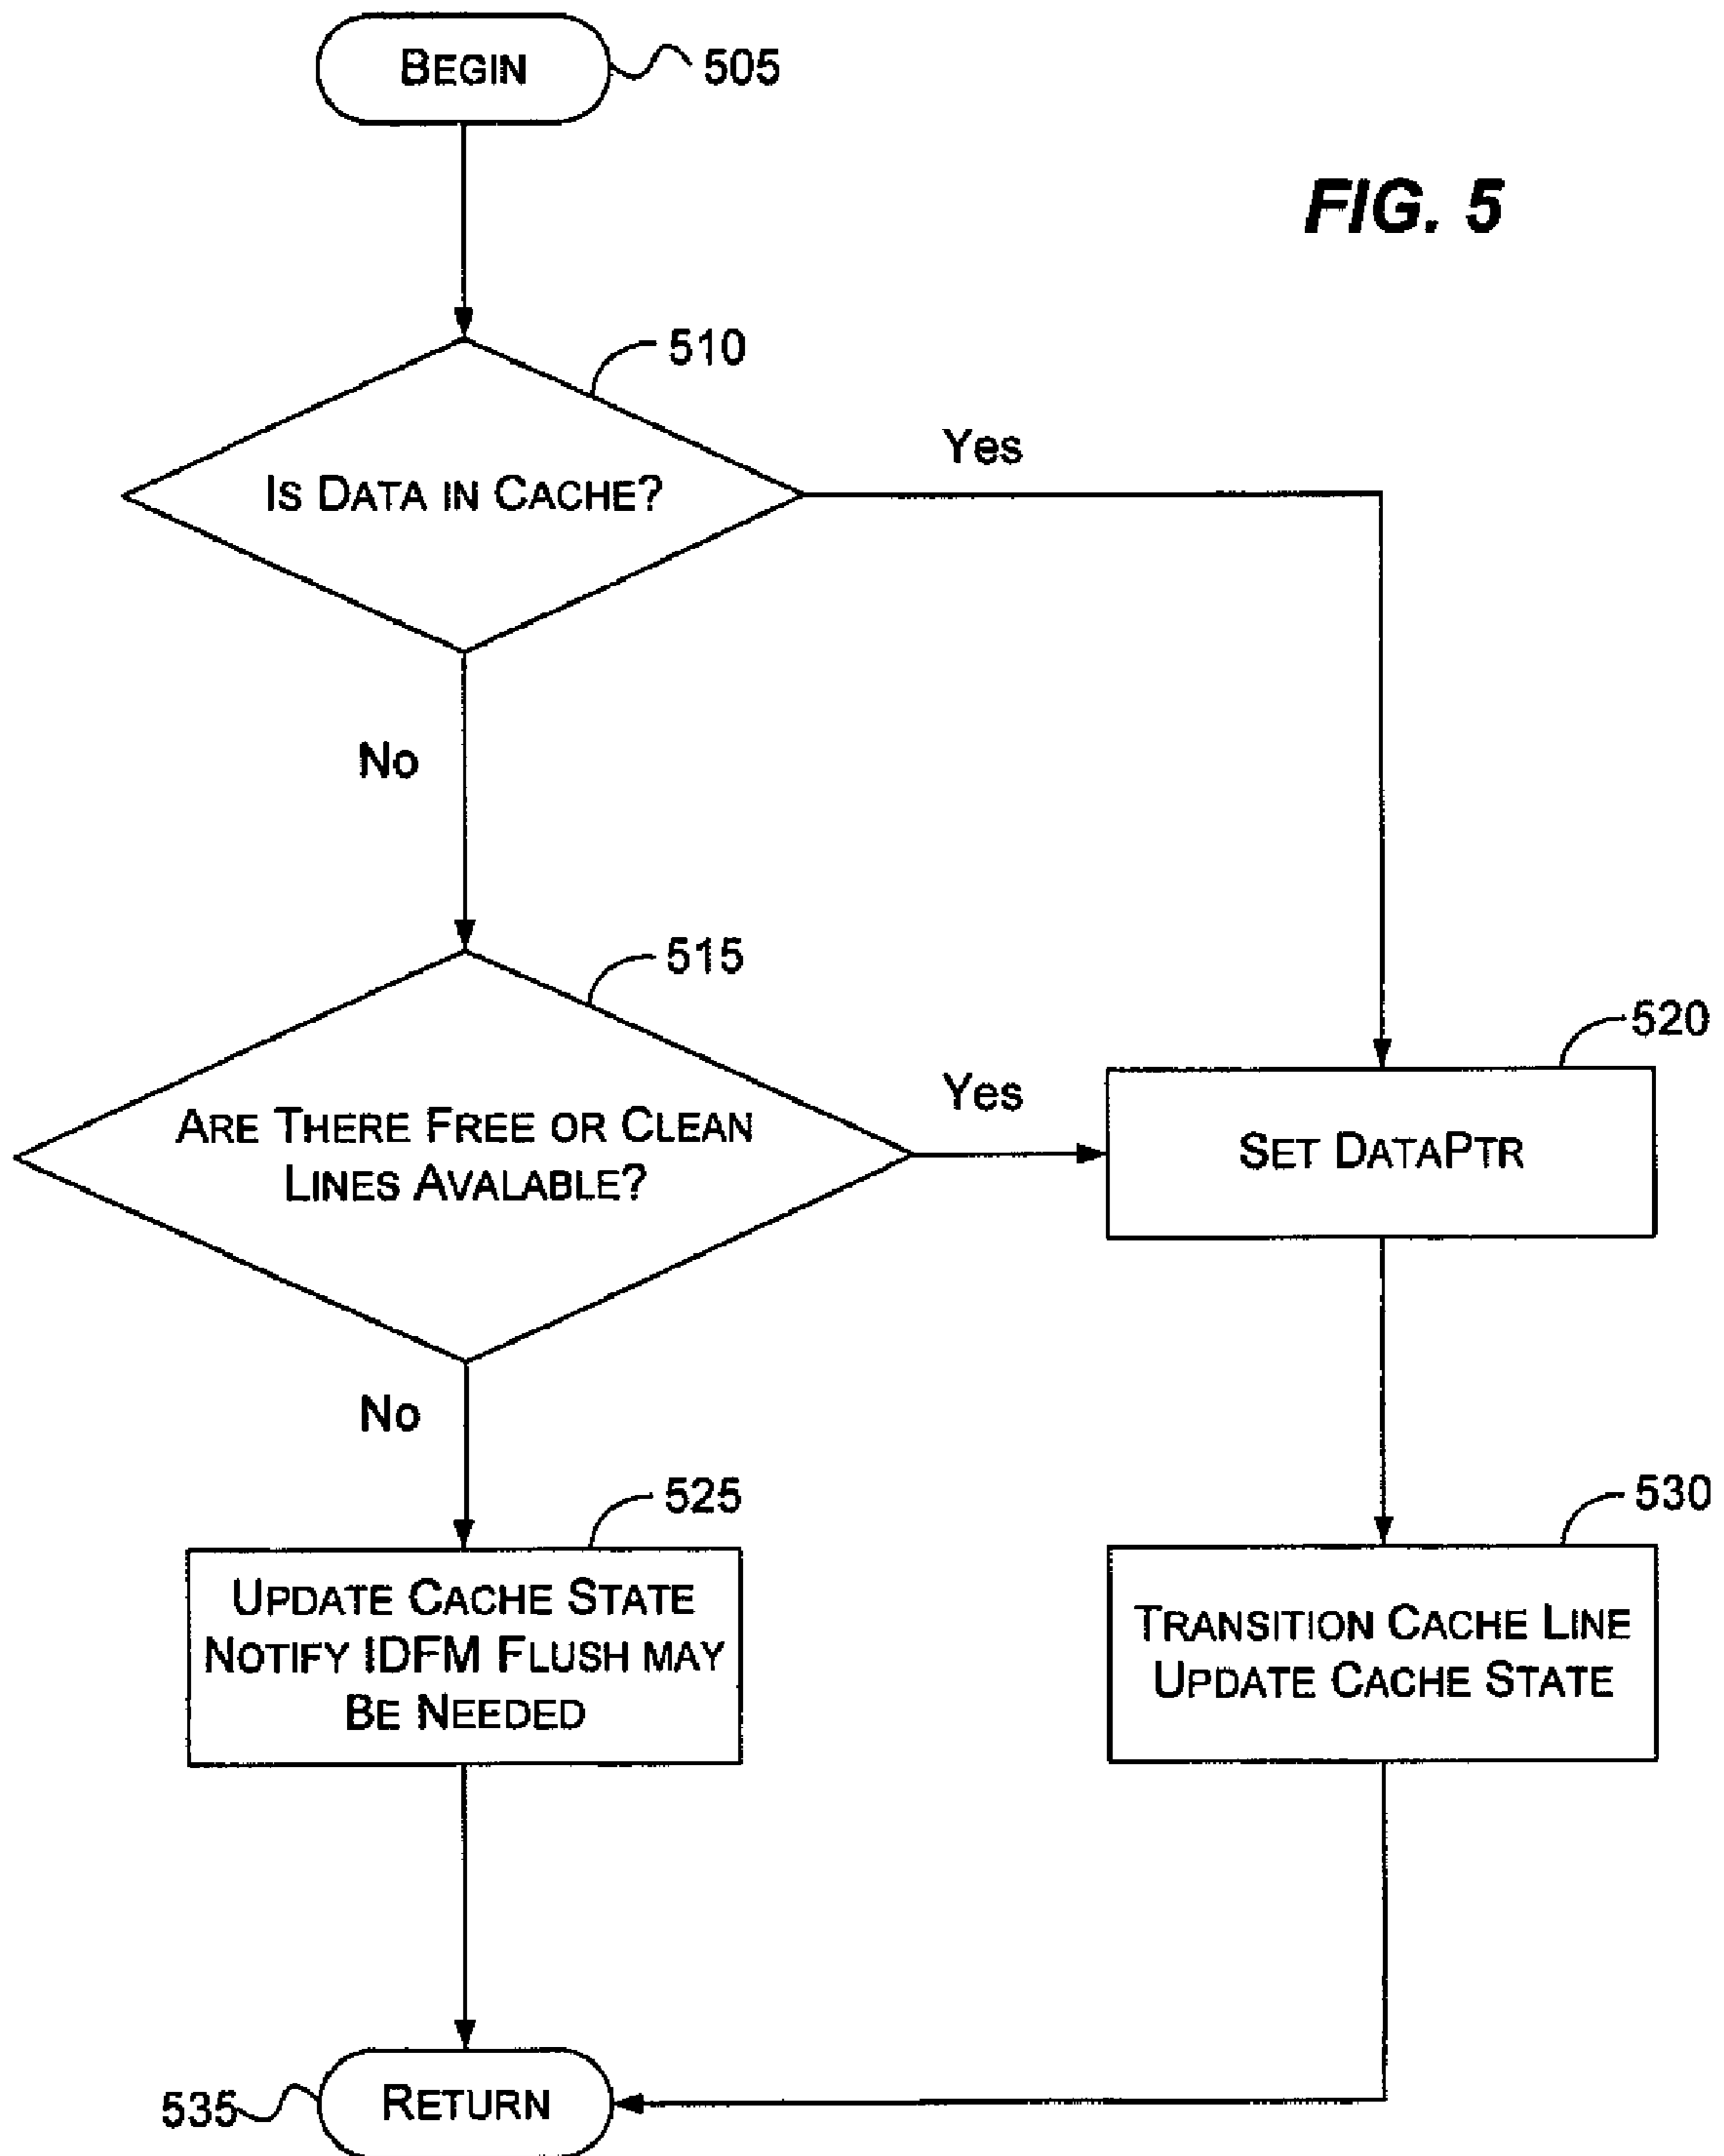 BEGIN
505
FIG. 5
510
IS DATA IN CACHE?
Yes
No
515
ARE THERE FREE OR CLEAN
LINES AVALABLE?
Yes
520
SET DATAPTR
No
525
UPDATE CACHE STATE
NOTIFY IDFM FLUSH MAY
BE NEEDED
530
TRANSITION CACHE LINE
UPDATE CACHE STATE
535
RETURN